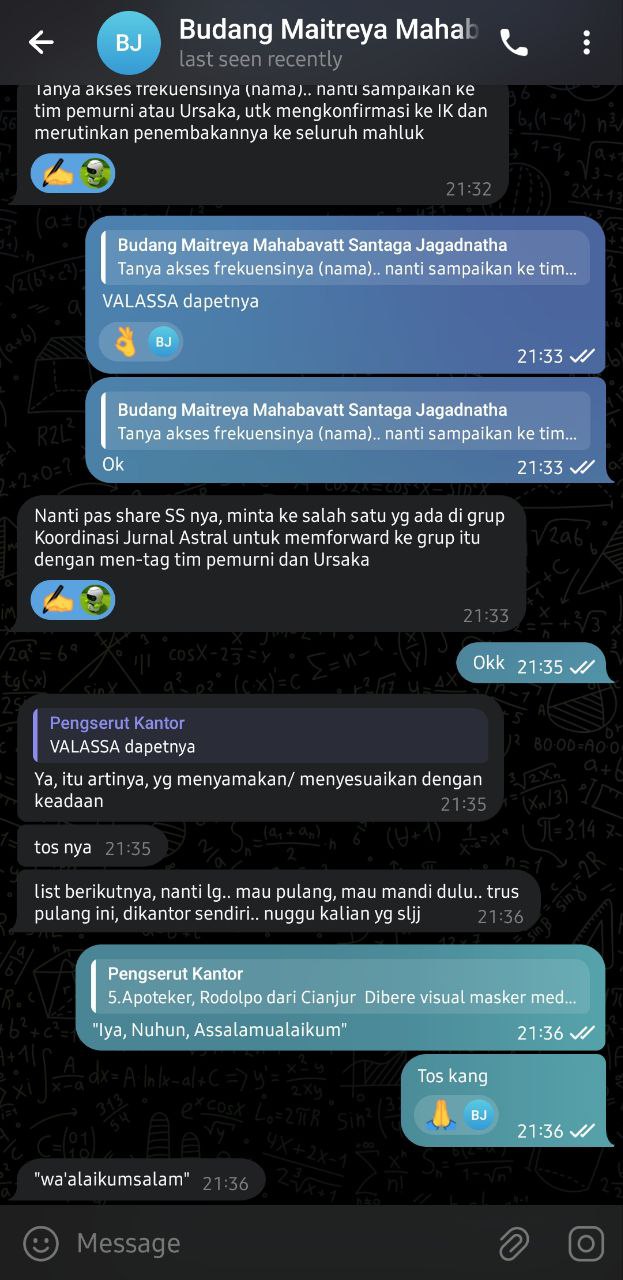 BJ
Budang Maitreya Mahab
last seen recently
Tanya akses frekuensinya (nama).. nanti sampaikan ke
tim pemurni atau Ursaka, utk mengkonfirmasi ke IK dan
merutinkan penembakannya ke seluruh mahluk
21:32
Budang Maitreya Mahabavatt Santaga Jagadnatha
Tanya akses frekuensinya (nama).. nanti sampaikan ke tim...
VALASSA dapetnya
BJ
21:33
Budang Maitreya Mahabavatt Santaga Jagadnatha
Tanya akses frekuensinya (nama).. nanti sampaikan ke tim...
Ok
21:33
Nanti pas share SS nya, minta ke salah satu yg ada di grup
Koordinasi Jurnal Astral untuk memforward ke grup itu
dengan men-tag tim pemurni dan Ursaka
21:33
Okk 21:35
Pengserut Kantor
VALASSA dapetnya
Ya, itu artinya, yg menyamakan/ menyesuaikan dengan
keadaan
21:35
tos nya 21:35
list berikutnya, nanti lg.. mau pulang, mau mandi dulu.. trus
pulang ini, dikantor sendiri.. nuggu kalian yg sljj
21:36
Pengserut Kantor
5.Apoteker, Rodolpo dari Cianjur Dibere visual masker med...
"Iya, Nuhun, Assalamualaikum"
21:36
Tos kang
BJ
21:36
"wa'alaikumsalam" 21:36
Message